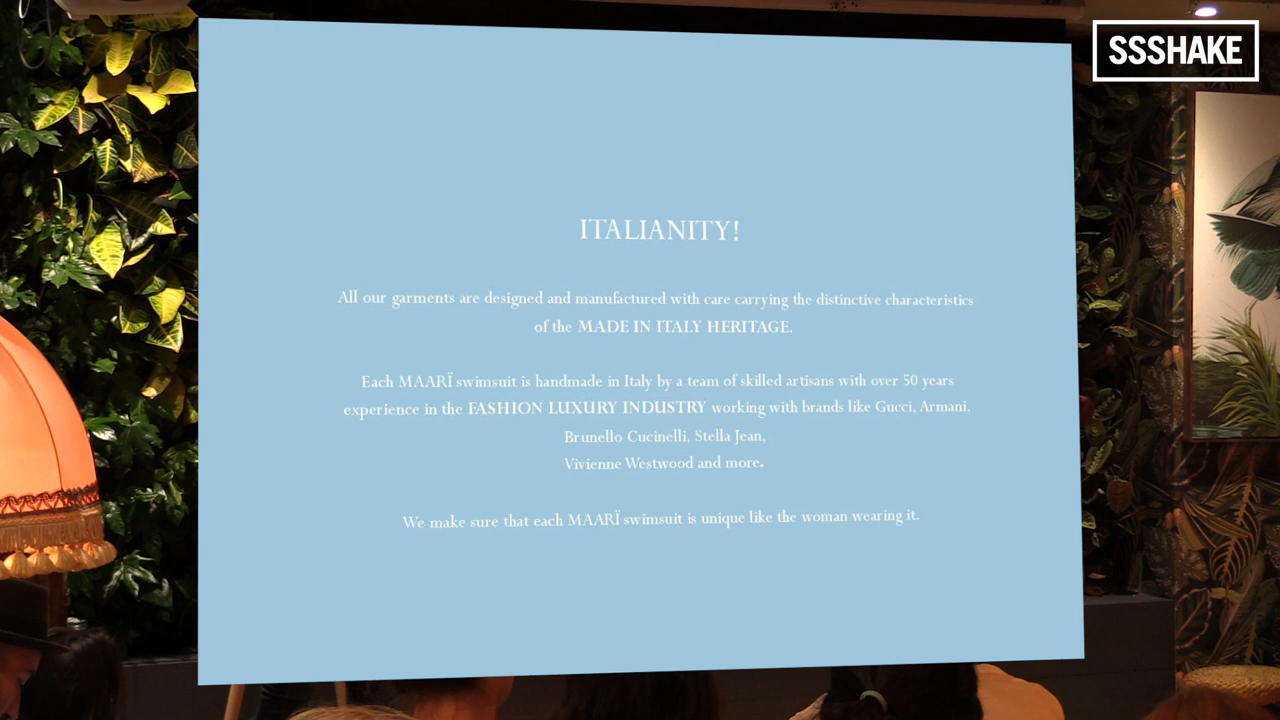 SSSHAKE
ITALIANITY!
All our garments are designed and manufactured with care carrying the distinctive characteristics
of the MADE IN ITALY HERITAGE.
Each MAARÏ swimsuit is handmade in Italy by a team of skilled artisans with over 50 years
experience in the FASHION LUXURY INDUSTRY working with brands like Gucci, Armani,
Brunello Cucinelli, Stella Jean,
Vivienne Westwood and more.
We make sure that each MAARÏ swimsuit is unique like the woman wearing it.